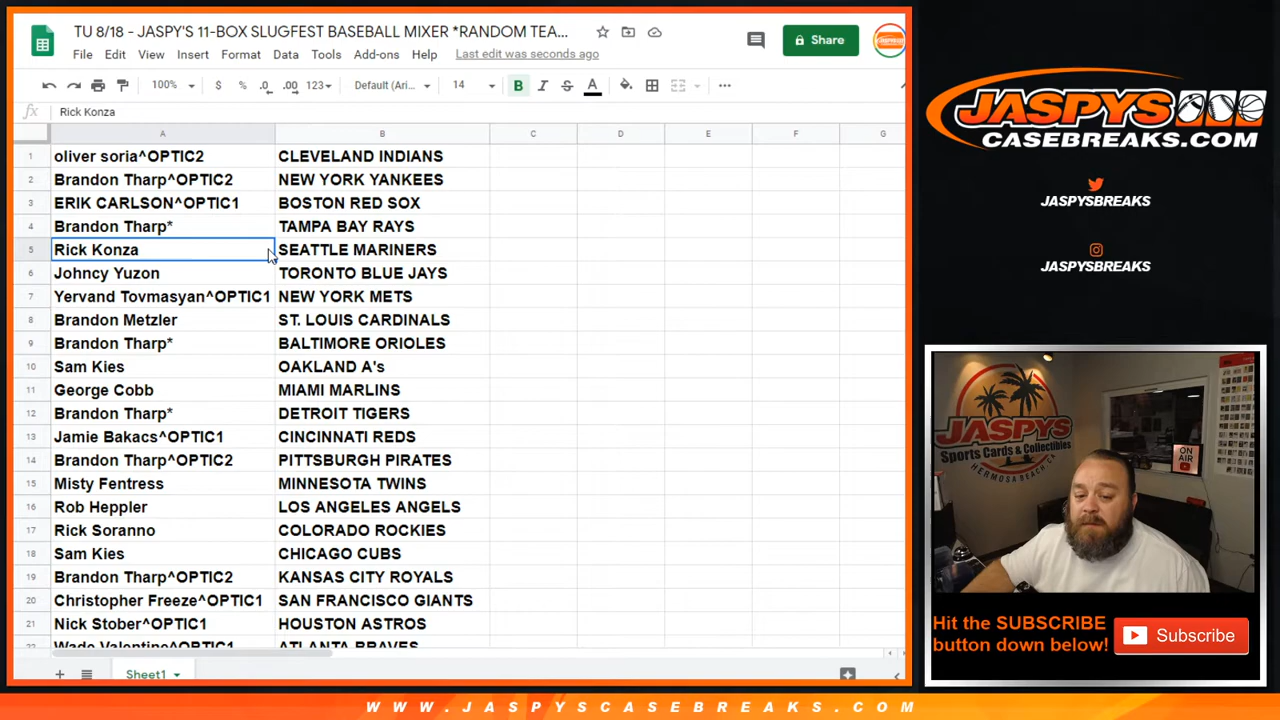 TU 8/18 - JASPY'S 11-BOX SLUGFEST BASEBALL MIXER *RANDOM TEA...
File Edit View Insert Format Data Tools Add-ons Help Last edit was seconds ago
Share
100% $ % .0 .00 123 Default (Ari... 14 B I S A
fx Rick Konza
A B C D E F G
1 oliver soria^OPTIC2 CLEVELAND INDIANS
2 Brandon Tharp^OPTIC2 NEW YORK YANKEES
3 ERIK CARLSON^OPTIC1 BOSTON RED SOX
4 Brandon Tharp* TAMPA BAY RAYS
5 Rick Konza SEATTLE MARINERS
6 Johncy Yuzon TORONTO BLUE JAYS
7 Yervand Tovmasyan^OPTIC1 NEW YORK METS
8 Brandon Metzler ST. LOUIS CARDINALS
9 Brandon Tharp* BALTIMORE ORIOLES
10 Sam Kies OAKLAND A's
11 George Cobb MIAMI MARLINS
12 Brandon Tharp* DETROIT TIGERS
13 Jamie Bakacs^OPTIC1 CINCINNATI REDS
14 Brandon Tharp^OPTIC2 PITTSBURGH PIRATES
15 Misty Fentress MINNESOTA TWINS
16 Rob Heppler LOS ANGELES ANGELS
17 Rick Soranno COLORADO ROCKIES
18 Sam Kies CHICAGO CUBS
19 Brandon Tharp^OPTIC2 KANSAS CITY ROYALS
20 Christopher Freeze^OPTIC1 SAN FRANCISCO GIANTS
21 Nick Stober^OPTIC1 HOUSTON ASTROS
22 Wade Valentine^OPTIC1 ATLANTA BRAVES
Sheet1
JASPYS
CASEBREAKS.COM
JASPYSBREAKS
JASPYSBREAKS
JASPYS
Sports Cards & Collectibles
HERMOSA BEACH, CA
ON AIR
Hit the SUBSCRIBE
button down below!
Subscribe
WWW.JASPYSCASEBREAKS.COM